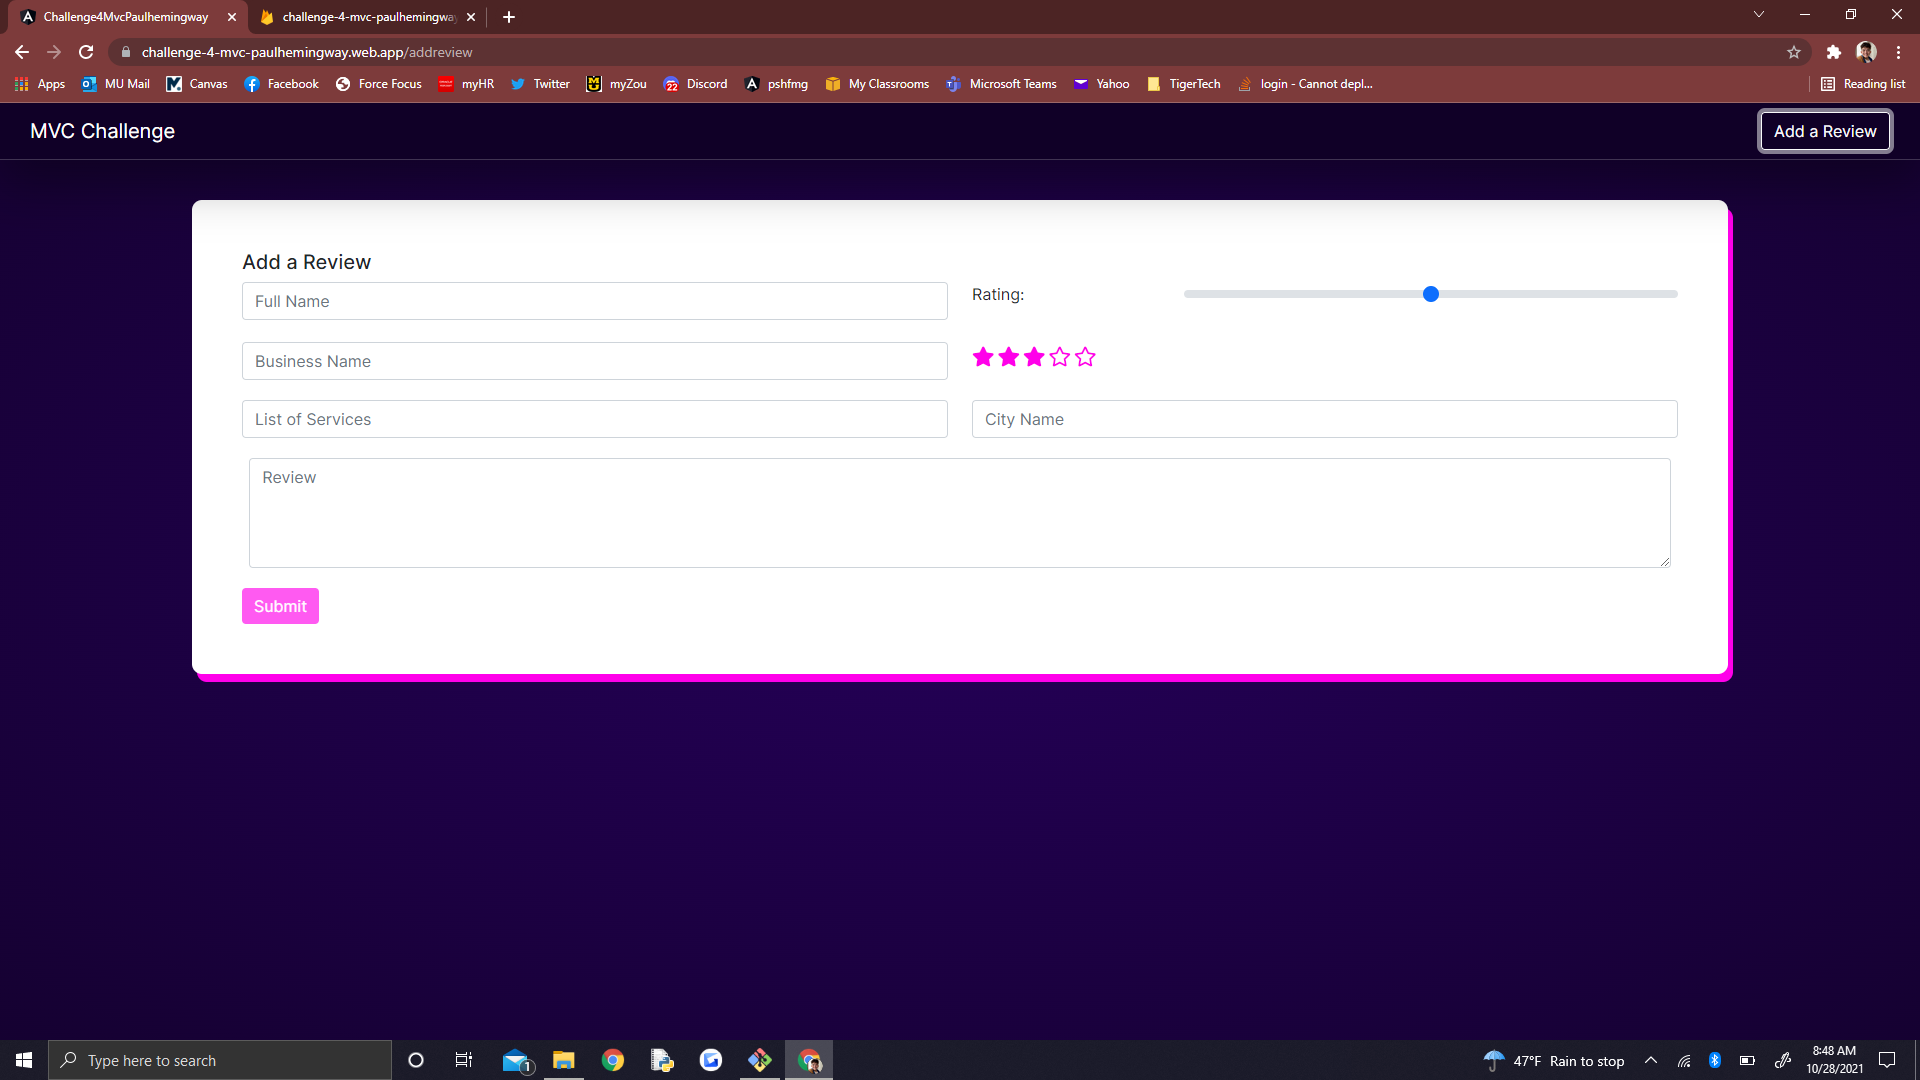 Challenge4MvcPaulhemingway
challenge-4-mvc-paulhemingway
challenge-4-mvc-paulhemingway.web.app/addreview
Apps MU Mail Canvas Facebook Force Focus myHR Twitter myZou 22 Discord pshfmg My Classrooms Microsoft Teams Yahoo TigerTech login - Cannot depl... Reading list
MVC Challenge
Add a Review
Add a Review
Full Name
Rating:
Business Name
List of Services
City Name
Review
Submit
Type here to search
1
47°F Rain to stop
8:48 AM
10/28/2021